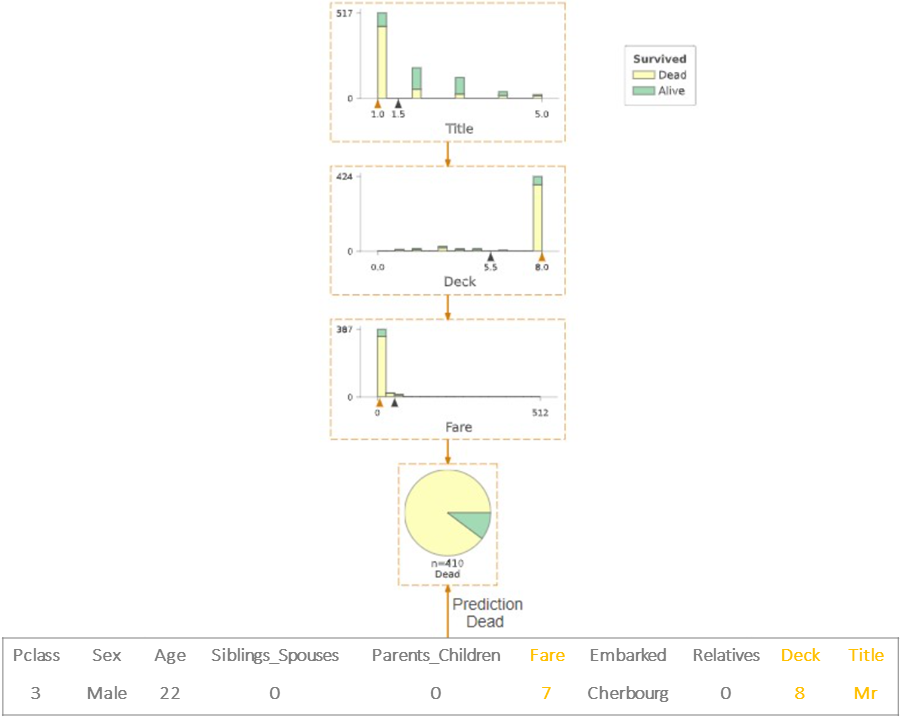 517
0
1.0 1.5 5.0
Title
Survived
Dead
Alive
424
0
0.0 5.5 8.0
Deck
0
0 512
Fare
n=410
Dead
Prediction
Dead
Pclass Sex Age Siblings_Spouses Parents_Children Fare Embarked Relatives Deck Title
3 Male 22 0 0 7 Cherbourg 0 8 Mr